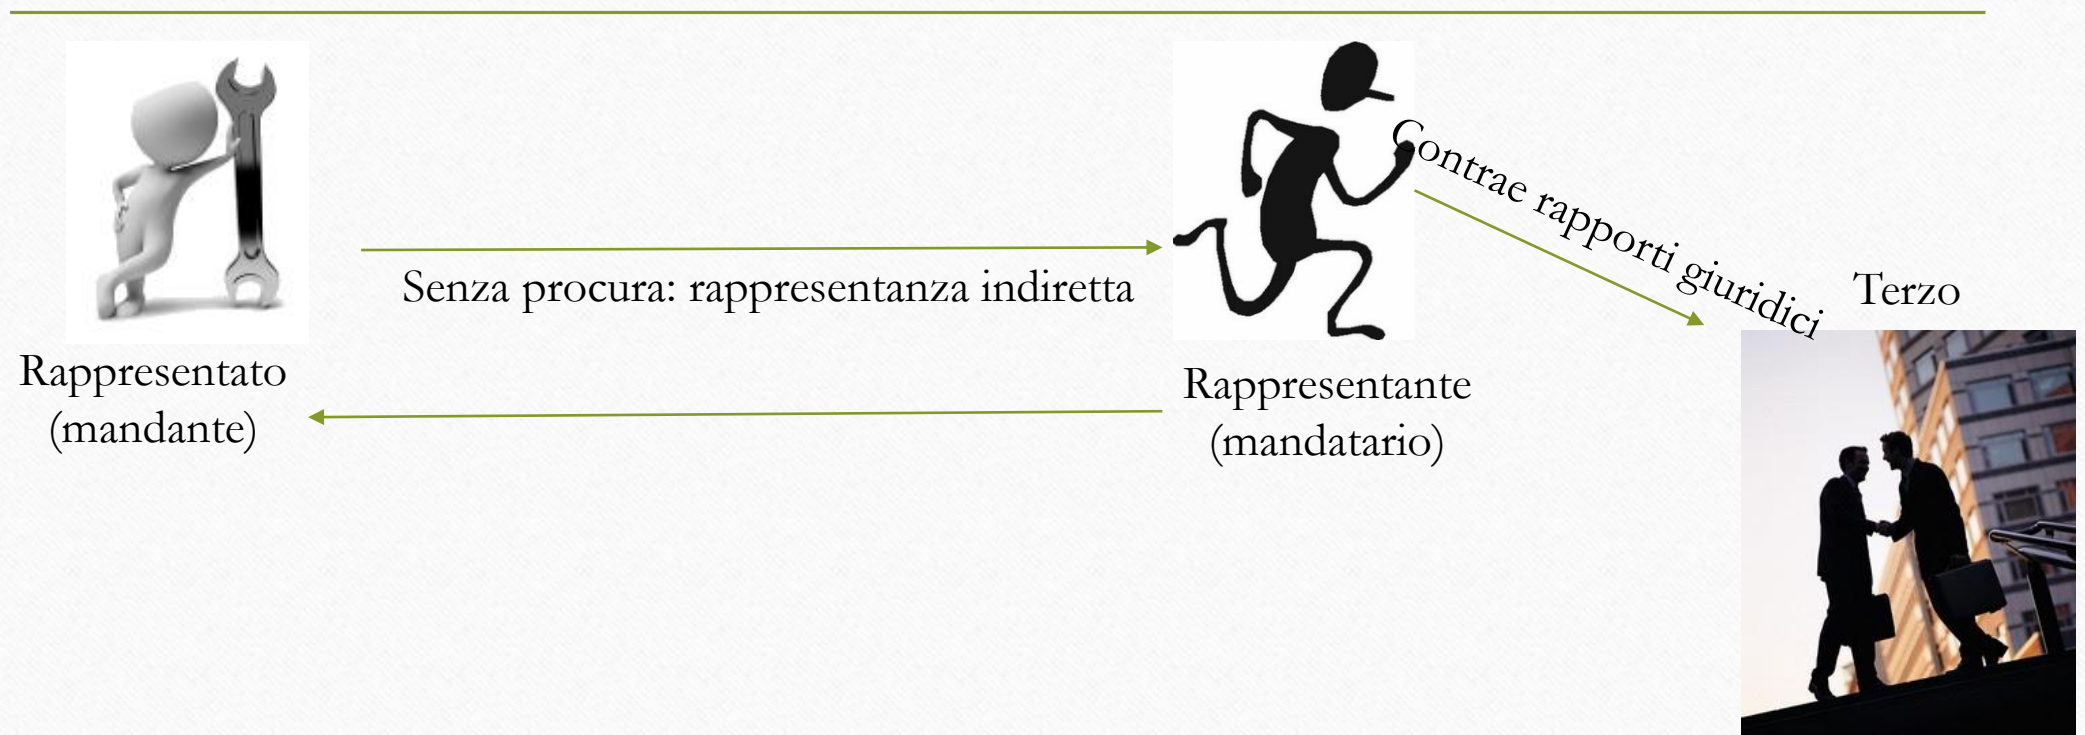 Contrae rapporti giuridici
Senza procura: rappresentanza indiretta
Terzo
Rappresentato
(mandante)
Rappresentante
(mandatario)